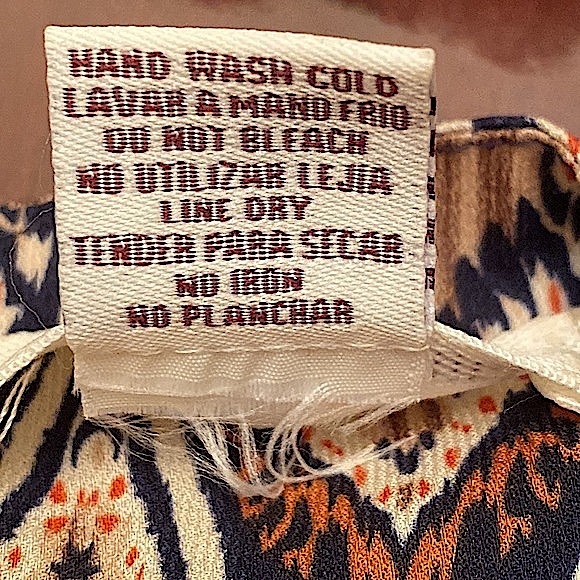 HAND WASH COLD
LAVAR A MANO FRIO
DO NOT BLEACH
NO UTILIZAR LEJIA
LINE DRY
TENDER PARA SECAR
NO IRON
NO PLANCHAR